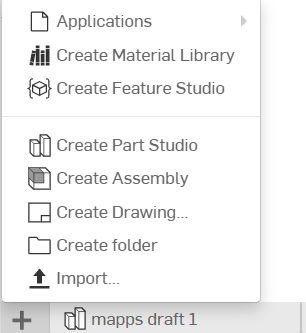 Applications
Create Material Library
Create Feature Studio
Create Part Studio
Create Assembly
Create Drawing...
Create folder
Import...
mapps draft 1